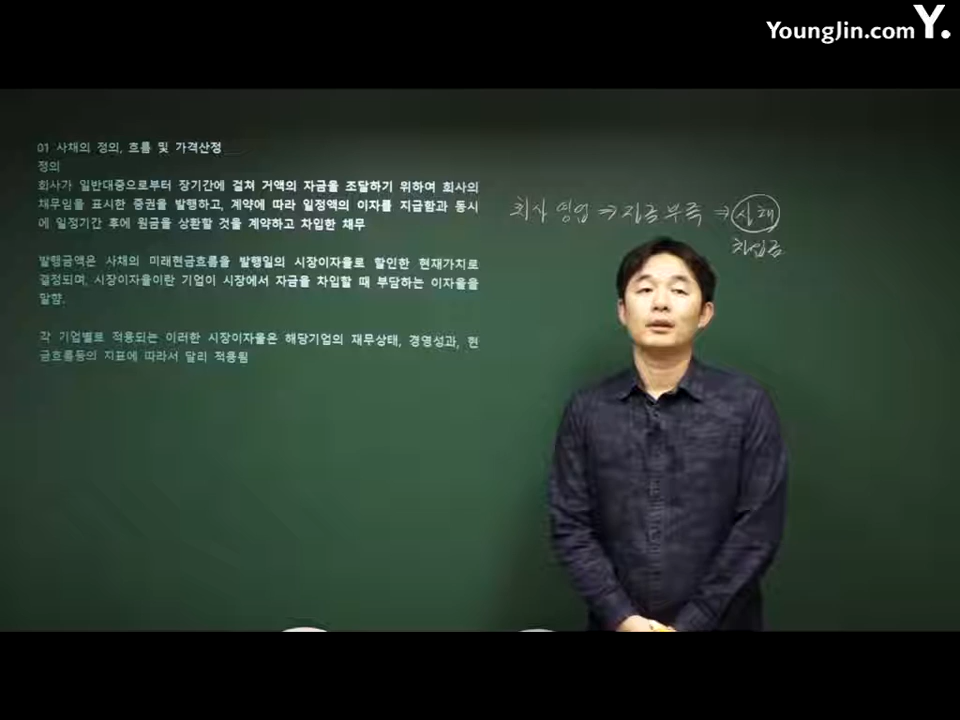 YoungJin.com Y.
01 사채의 정의, 흐름 및 가격산정
정의
회사가 일반대중으로부터 장기간에 걸쳐 거액의 자금을 조달하기 위하여 회사의
채무임을 표시한 증권을 발행하고, 계약에 따라 일정액의 이자를 지급함과 동시
에 일정기간 후에 원금을 상환할 것을 계약하고 차입한 채무
발행금액은 사채의 미래현금흐름을 발행일의 시장이자율로 할인한 현재가치로
결정되며, 시장이자율이란 기업이 시장에서 자금을 차입할 때 부담하는 이자율을
말함.
각 기업별로 적용되는 이러한 시장이자율은 해당기업의 재무상태, 경영성과, 현
금흐름등의 지표에 따라서 달리 적용됨
회사 영업 ⇒ 자금 부족 ⇒ 사채
차입금